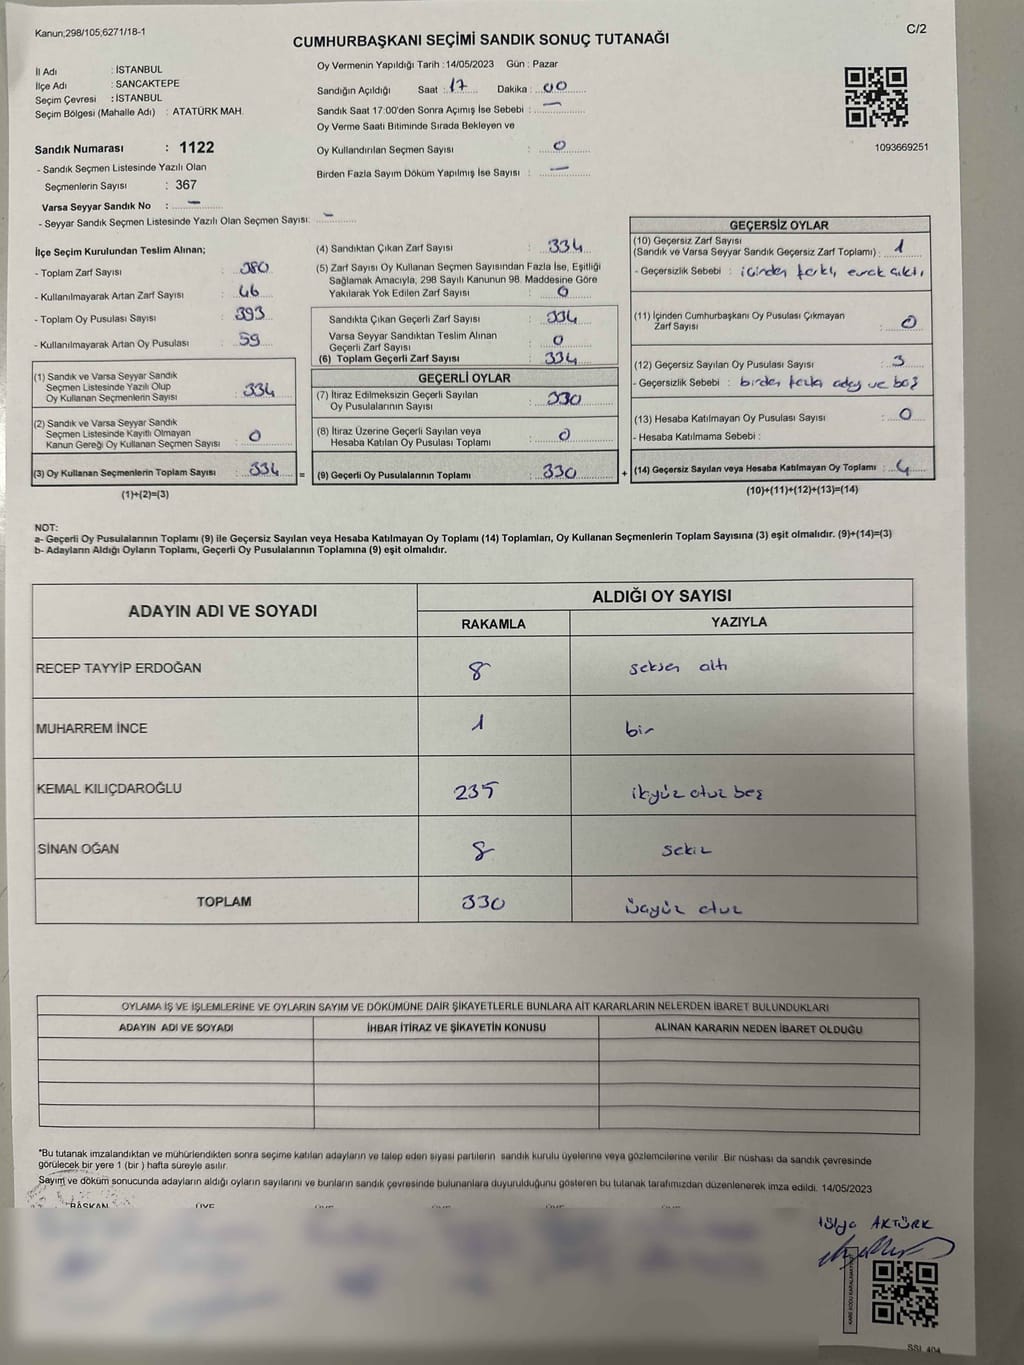 Kanun;298/105;6271/18-1
C/2
CUMHURBAŞKANI SEÇİMİ SANDIK SONUÇ TUTANAĞI
İl Adı : İSTANBUL
İlçe Adı : SANCAKTEPE
Seçim Çevresi : İSTANBUL
Seçim Bölgesi (Mahalle Adı) : ATATÜRK MAH.
Sandık Numarası : 1122
- Sandık Seçmen Listesinde Yazılı Olan
Seçmenlerin Sayısı : 367
Varsa Seyyar Sandık No : -
- Seyyar Sandık Seçmen Listesinde Yazılı Olan Seçmen Sayısı: -
Oy Vermenin Yapıldığı Tarih :14/05/2023 Gün : Pazar
Sandığın Açıldığı Saat : 17 Dakika : 00
Sandık Saat 17.00'den Sonra Açımış İse Sebebi : -
Oy Verme Saati Bitiminde Sırada Bekleyen ve
Oy Kullandırılan Seçmen Sayısı : 0
Birden Fazla Sayım Döküm Yapılmış İse Sayısı : -
1093669251
İlçe Seçim Kurulundan Teslim Alınan;
- Toplam Zarf Sayısı : 380
- Kullanılmayarak Artan Zarf Sayısı : 46
- Toplam Oy Pusulası Sayısı : 393
- Kullanılmayarak Artan Oy Pusulası : 59
(1) Sandık ve Varsa Seyyar Sandık
Seçmen Listesinde Yazılı Olup
Oy Kullanan Seçmenlerin Sayısı : 334
(2) Sandık ve Varsa Seyyar Sandık
Seçmen Listesinde Kayıtlı Olmayan
Kanun Gereği Oy Kullanan Seçmen Sayısı : 0
(3) Oy Kullanan Seçmenlerin Toplam Sayısı : 334 =
(1)+(2)=(3)
(4) Sandıktan Çıkan Zarf Sayısı : 334
(5) Zarf Sayısı Oy Kullanan Seçmen Sayısından Fazla İse, Eşitliği
Sağlamak Amacıyla, 298 Sayılı Kanunun 98. Maddesine Göre
Yakılarak Yok Edilen Zarf Sayısı : 0
Sandıkta Çıkan Geçerli Zarf Sayısı : 334
Varsa Seyyar Sandıktan Teslim Alınan
Geçerli Zarf Sayısı : 0
(6) Toplam Geçerli Zarf Sayısı : 334
GEÇERLİ OYLAR
(7) İtiraz Edilmeksizin Geçerli Sayılan
Oy Pusulalarının Sayısı : 330
(8) İtiraz Üzerine Geçerli Sayılan veya
Hesaba Katılan Oy Pusulası Toplamı : 0
(9) Geçerli Oy Pusulalarının Toplamı : 330 +
GEÇERSİZ OYLAR
(10) Geçersiz Zarf Sayısı
(Sandık ve Varsa Seyyar Sandık Geçersiz Zarf Toplamı) : 1
- Geçersizlik Sebebi : içinden farklı evrak çıktı
(11) İçinden Cumhurbaşkanı Oy Pusulası Çıkmayan
Zarf Sayısı : 0
(12) Geçersiz Sayılan Oy Pusulası Sayısı : 3
- Geçersizlik Sebebi : birden fazla aday ve boş
(13) Hesaba Katılmayan Oy Pusulası Sayısı : 0
- Hesaba Katılmama Sebebi :
(14) Geçersiz Sayılan veya Hesaba Katılmayan Oy Toplamı : 4
(10)+(11)+(12)+(13)=(14)
NOT:
a- Geçerli Oy Pusulalarının Toplamı (9) ile Geçersiz Sayılan veya Hesaba Katılmayan Oy Toplamı (14) Toplamları, Oy Kullanan Seçmenlerin Toplam Sayısına (3) eşit olmalıdır. (9)+(14)=(3)
b- Adayların Aldığı Oyların Toplamı, Geçerli Oy Pusulalarının Toplamına (9) eşit olmalıdır.
ADAYIN ADI VE SOYADI
ALDIĞI OY SAYISI
RAKAMLA
YAZIYLA
RECEP TAYYİP ERDOĞAN 8 seksen altı
MUHARREM İNCE 1 bir
KEMAL KILIÇDAROĞLU 235 ikiyüz otuz beş
SİNAN OĞAN 8 sekiz
TOPLAM 330 üçyüz otuz
OYLAMA İŞ VE İŞLEMLERİNE VE OYLARIN SAYIM VE DÖKÜMÜNE DAİR ŞİKAYETLERLE BUNLARA AİT KARARLARIN NELERDEN İBARET BULUNDUKLARI
ADAYIN ADI VE SOYADI
İHBAR İTİRAZ VE ŞİKAYETİN KONUSU
ALINAN KARARIN NEDEN İBARET OLDUĞU
*Bu tutanak imzalandıktan ve mühürlendikten sonra seçime katılan adayların ve talep eden siyasi partilerin sandık kurulu üyelerine veya gözlemcilerine verilir. Bir nüshası da sandık çevresinde
görülecek bir yere 1 (bir ) hafta süreyle asılır.
Sayım ve döküm sonucunda adayların aldığı oyların sayılarını ve bunların sandık çevresinde bulunanlara duyurulduğunu gösteren bu tutanak tarafımızdan düzenlenerek imza edildi. 14/05/2023
BAŞKAN ÜYE
Hülya AKTÜRK